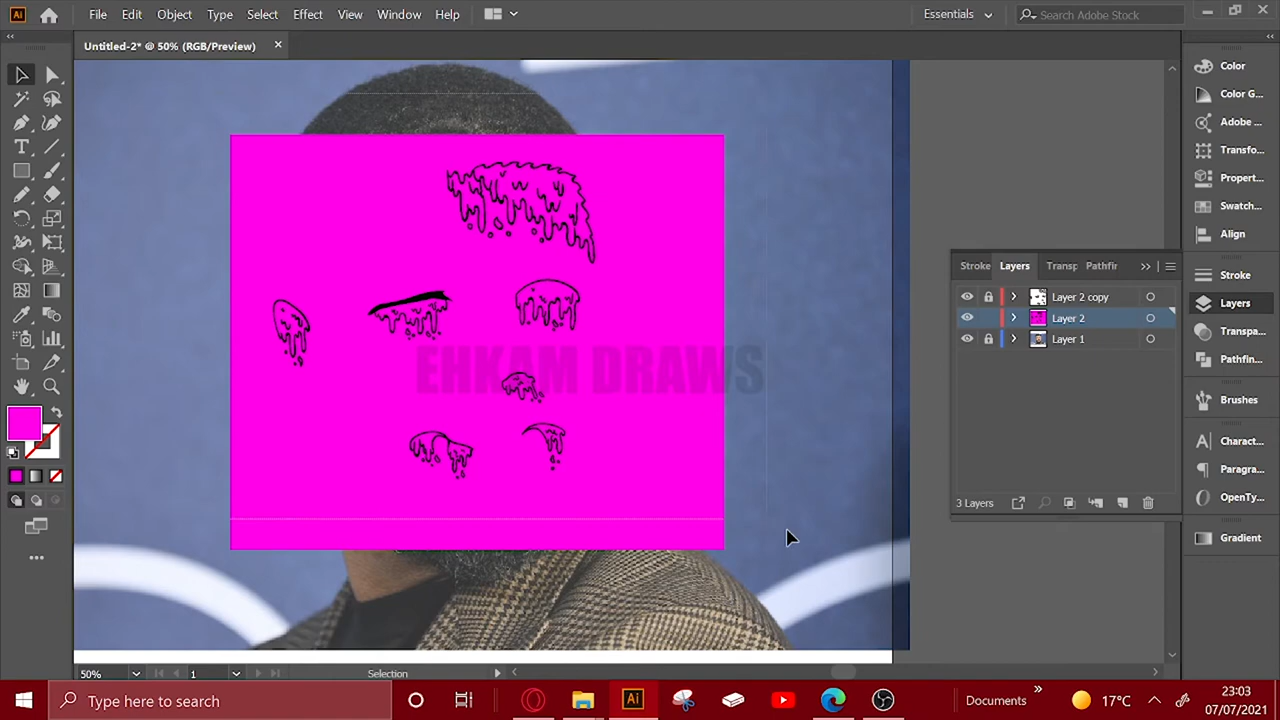 Ai File Edit Object Type Select Effect View Window Help Essentials Search Adobe Stock
Untitled-2* @ 50% (RGB/Preview)
Color
Color G...
Adobe ...
Transfo...
Propert...
Swatch...
Align
Stroke Layers Transp Pathfir
Layer 2 copy
Layer 2
Layer 1
3 Layers
Stroke
Layers
Transpa...
Pathfin...
Brushes
Charact...
Paragra...
OpenTy...
Gradient
EHKAM DRAWS
50% 1 Selection
Type here to search Ai Documents 17°C 23:03
07/07/2021